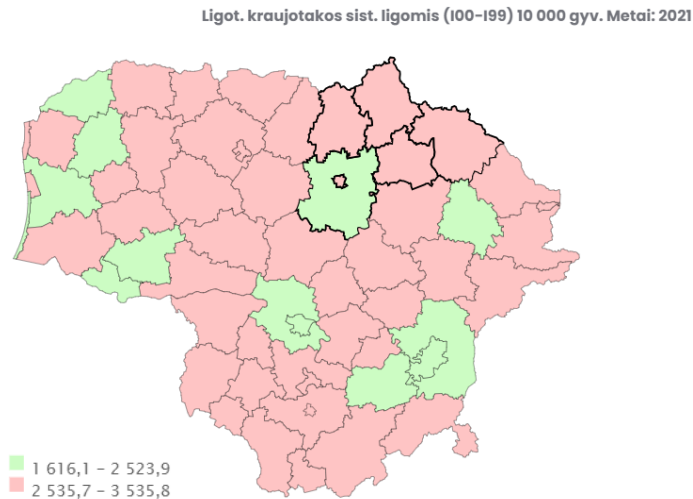 Ligot. kraujotakos sist. ligomis (I00-I99) 10 000 gyv. Metai: 2021
1 616,1 – 2 523,9
2 535,7 – 3 535,8